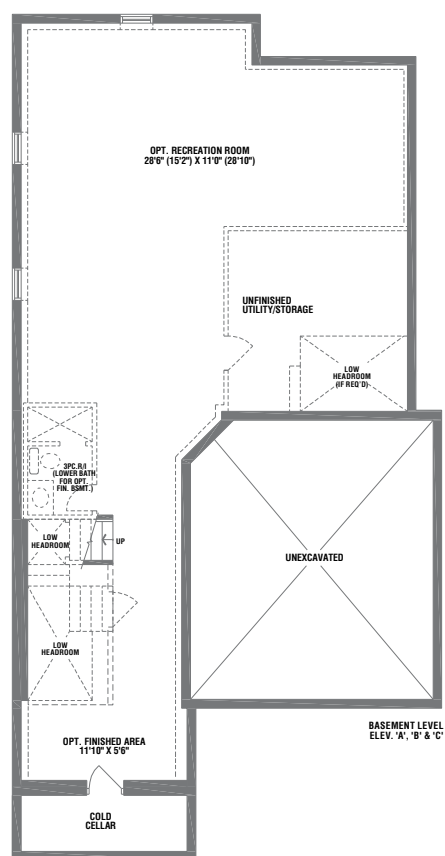 OPT. RECREATION ROOM
28'6" (15'2") X 11'0" (28'10")
UNFINISHED
UTILITY/STORAGE
LOW
HEADROOM
(IF REQ'D)
3PC.R/I
(LOWER BATH
FOR OPT.
FIN. BSMT.)
LOW
HEADROOM
UP
UNEXCAVATED
LOW
HEADROOM
BASEMENT LEVEL
ELEV. 'A', 'B' & 'C'
OPT. FINISHED AREA
11'10" X 5'6"
COLD
CELLAR